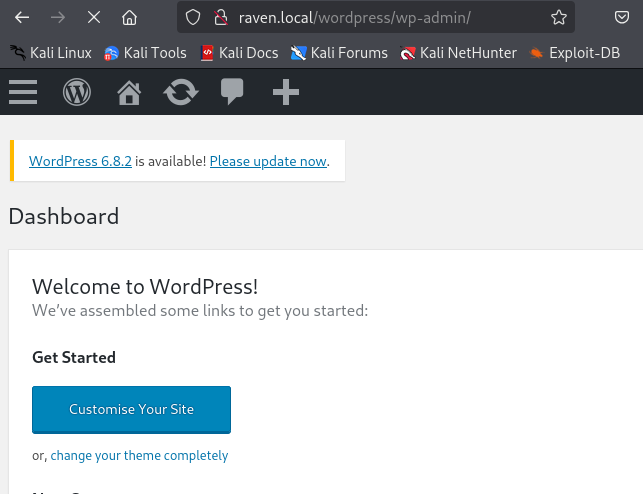 raven.local/wordpress/wp-admin/
Kali Linux Kali Tools Kali Docs Kali Forums Kali NetHunter Exploit-DB
WordPress 6.8.2 is available! Please update now.
Dashboard
Welcome to WordPress!
We've assembled some links to get you started:
Get Started
Customise Your Site
or, change your theme completely